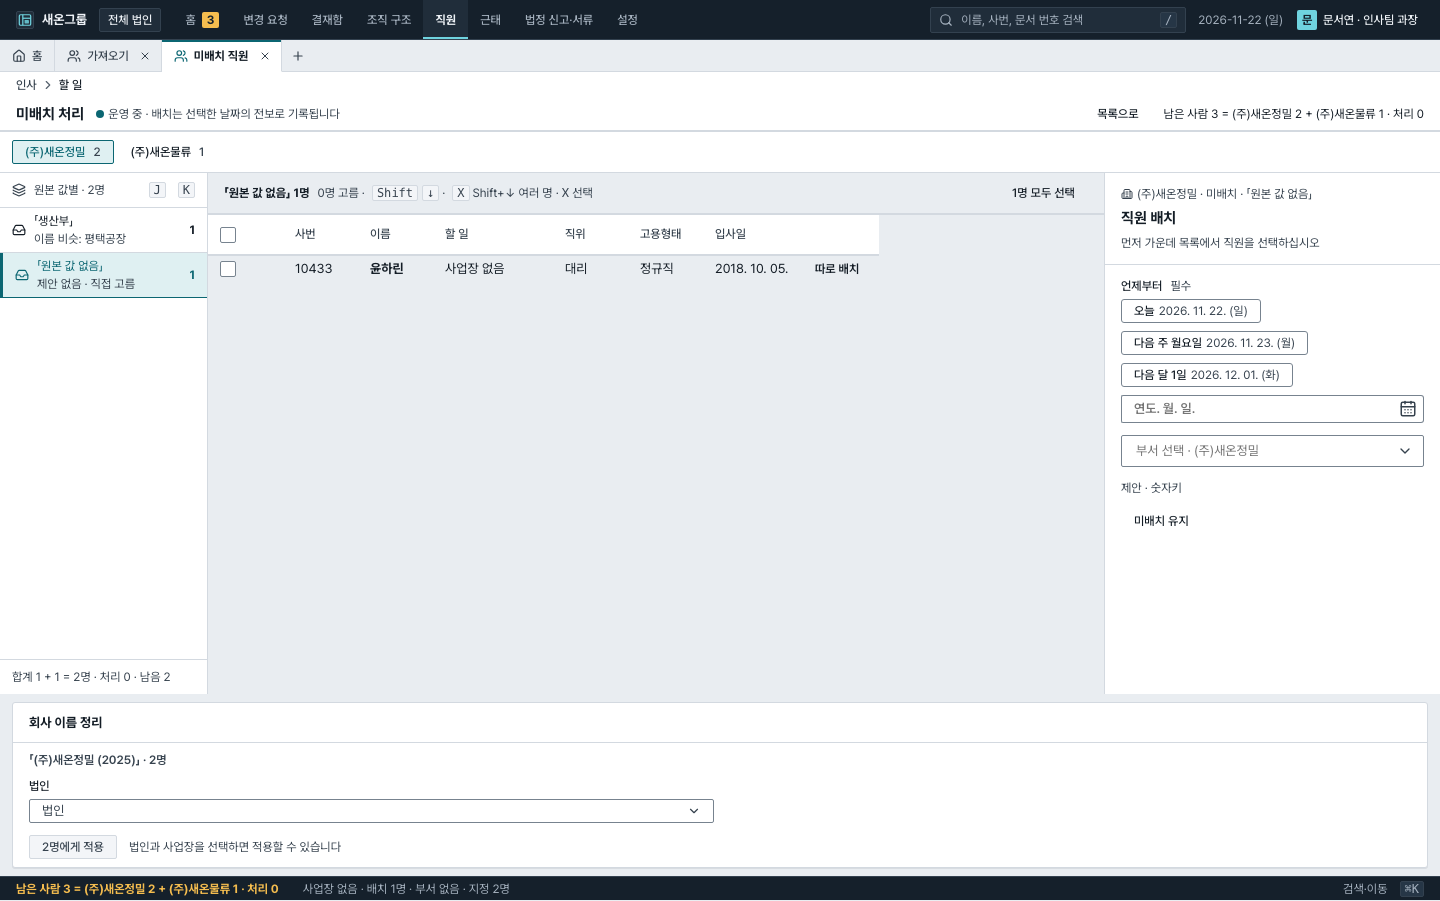 새온그룹 전체 법인 홈 3 변경 요청 결재함 조직 구조 직원 근태 법정 신고·서류 설정 이름, 사번, 문서 번호 검색 / 2026-11-22 (일) 문 문서연 · 인사팀 과장
홈 가져오기 미배치 직원
인사 할 일
미배치 처리 운영 중 · 배치는 선택한 날짜의 전보로 기록됩니다 목록으로 남은 사람 3 = (주)새온정밀 2 + (주)새온물류 1 · 처리 0
(주)새온정밀 2 (주)새온물류 1
원본 값별 · 2명 J K
「생산부」 1
이름 비슷: 평택공장
「원본 값 없음」 1
제안 없음 · 직접 고름
합계 1 + 1 = 2명 · 처리 0 · 남음 2
「원본 값 없음」 1명 0명 고름 · Shift ↓ · X Shift+↓ 여러 명 · X 선택 1명 모두 선택
사번 이름 할 일 직위 고용형태 입사일
10433 윤하린 사업장 없음 대리 정규직 2018. 10. 05. 따로 배치
(주)새온정밀 · 미배치 · 「원본 값 없음」
직원 배치
먼저 가운데 목록에서 직원을 선택하십시오
언제부터 필수
오늘 2026. 11. 22. (일)
다음 주 월요일 2026. 11. 23. (월)
다음 달 1일 2026. 12. 01. (화)
연도. 월. 일.
부서 선택 · (주)새온정밀
제안 · 숫자키
미배치 유지
회사 이름 정리
「(주)새온정밀 (2025)」 · 2명
법인
법인
2명에게 적용 법인과 사업장을 선택하면 적용할 수 있습니다
남은 사람 3 = (주)새온정밀 2 + (주)새온물류 1 · 처리 0 사업장 없음 · 배치 1명 · 부서 없음 · 지정 2명 검색·이동 ⌘K